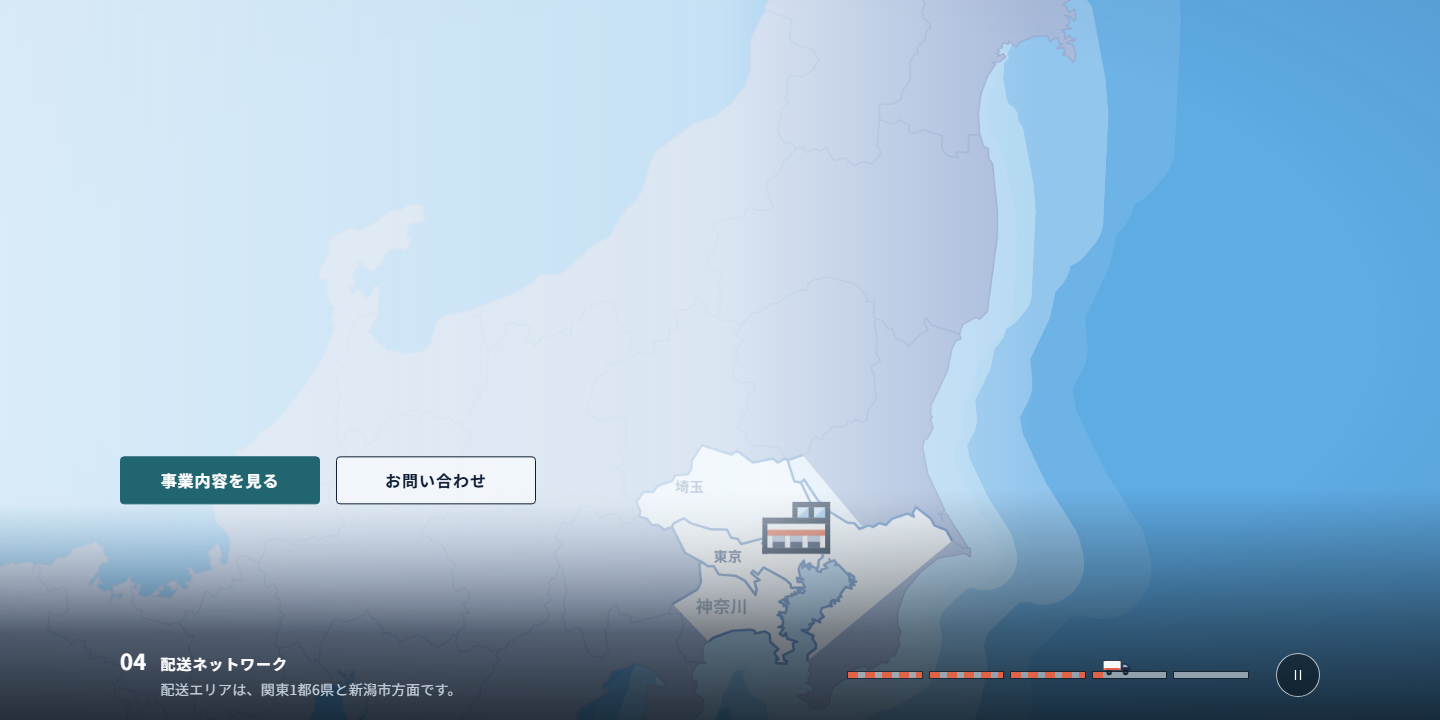 事業内容を見る
お問い合わせ
埼玉
東京
神奈川
04 配送ネットワーク
配送エリアは、関東1都6県と新潟市方面です。